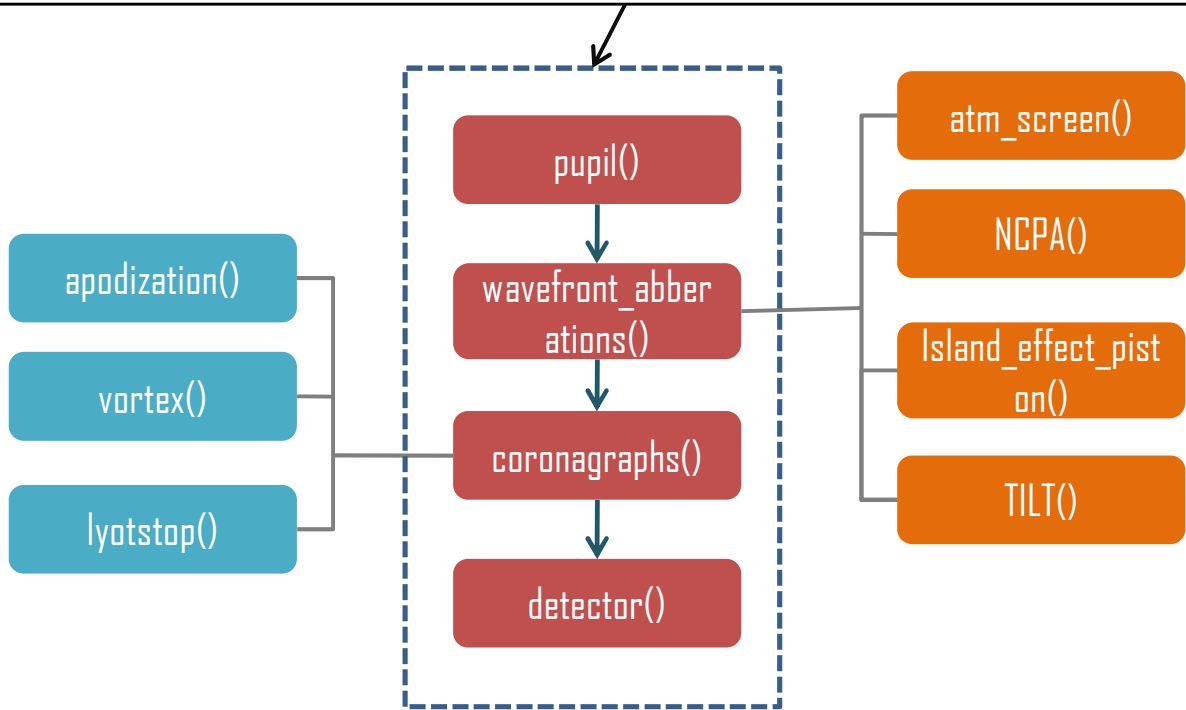 pupil()
wavefront_abber
ations()
coronagraphs()
detector()
apodization()
vortex()
lyotstop()
atm_screen()
NCPA()
Island_effect_pist
on()
TILT()